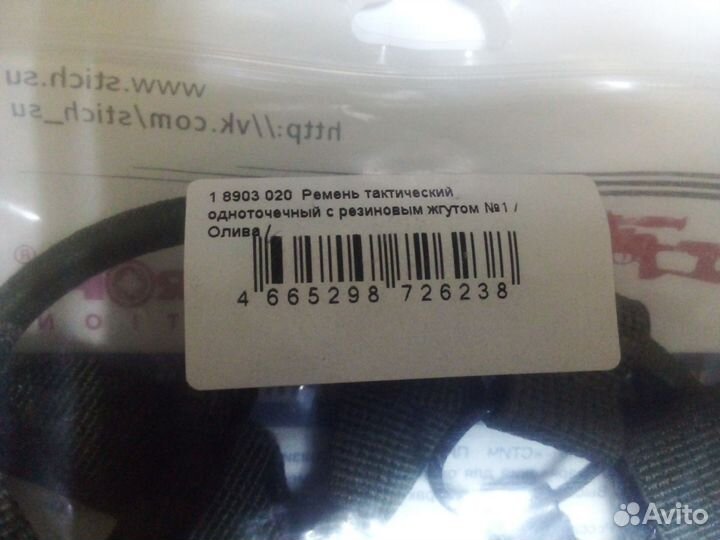 www.stich.su
http://vk.com/stich_su
1 8903 020 Ремень тактический
одноточечный с резиновым жгутом №1 /
Олива /
4 665298 726238
Avito